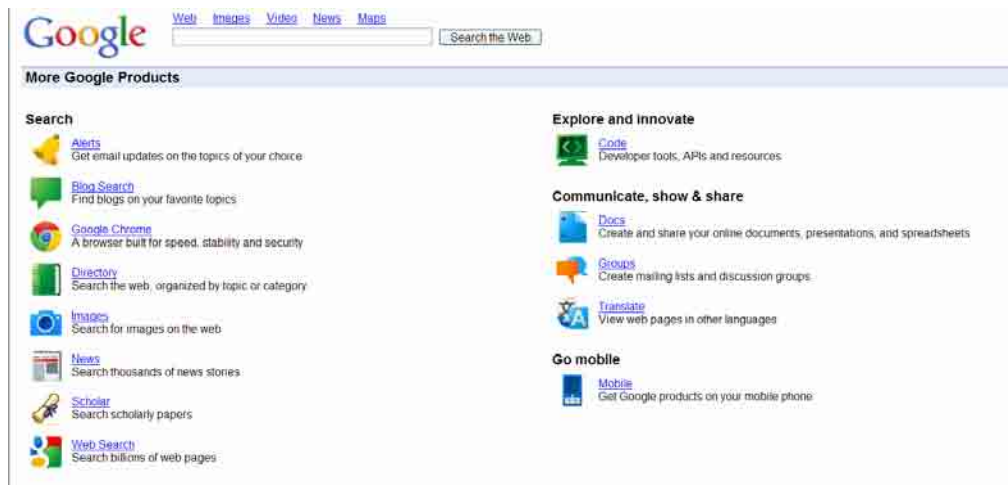 Google
Web Images Video News Maps
Search the Web
More Google Products
Search
Alerts
Get email updates on the topics of your choice
Blog Search
Find blogs on your favorite topics
Google Chrome
A browser built for speed, stability and security
Directory
Search the web, organized by topic or category
Images
Search for images on the web
News
Search thousands of news stories
Scholar
Search scholarly papers
Web Search
Search billions of web pages
Explore and innovate
Code
Developer tools, APIs and resources
Communicate, show & share
Docs
Create and share your online documents, presentations, and spreadsheets
Groups
Create mailing lists and discussion groups
Translate
View web pages in other languages
Go mobile
Mobile
Get Google products on your mobile phone